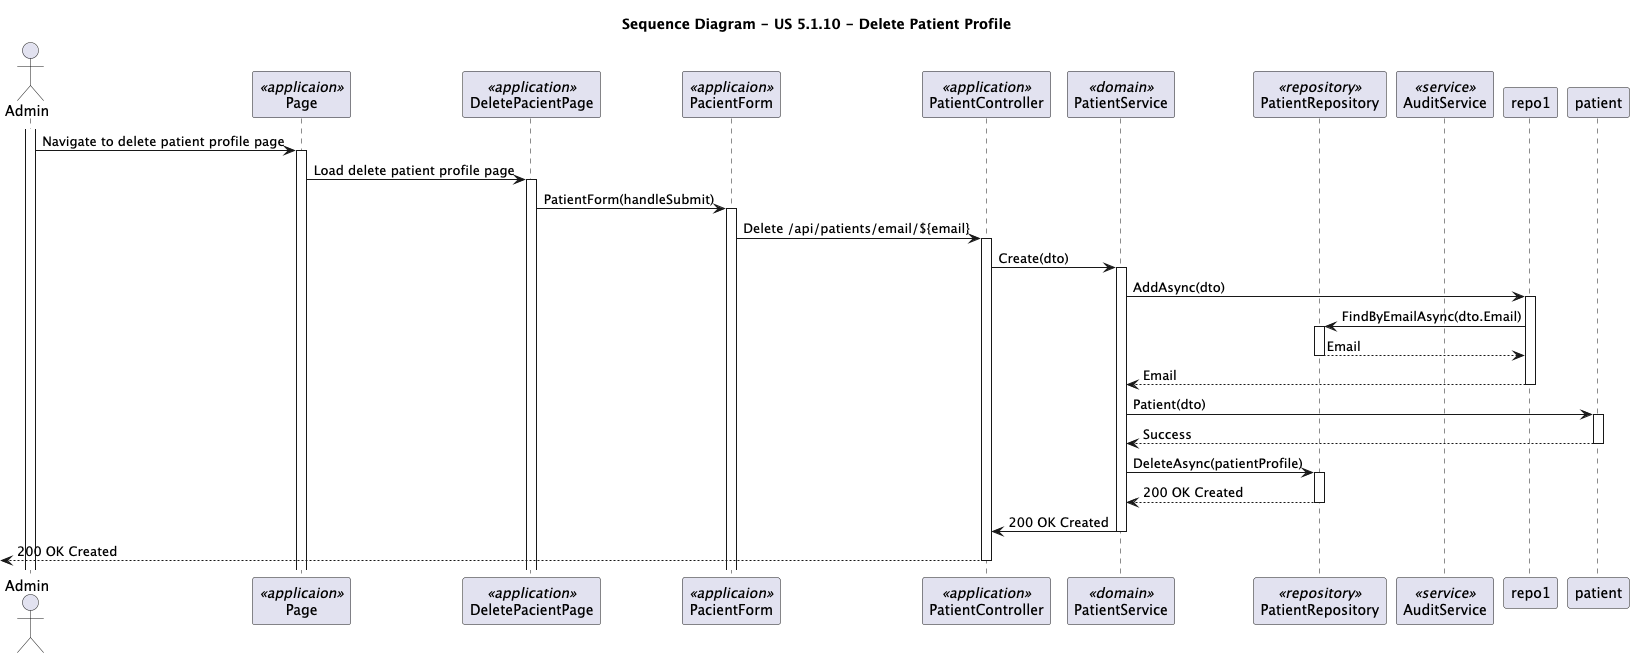 Sequence Diagram - US 5.1.10 - Delete Patient Profile
Admin
«applicaion»
Page
«application»
DeletePacientPage
«applicaion»
PacientForm
«application»
PatientController
«domain»
PatientService
«repository»
PatientRepository
«service»
AuditService
repo1
patient
Navigate to delete patient profile page
Load delete patient profile page
PatientForm(handleSubmit)
Delete /api/patients/email/${email}
Create(dto)
AddAsync(dto)
FindByEmailAsync(dto.Email)
Email
Email
Patient(dto)
Success
DeleteAsync(patientProfile)
200 OK Created
200 OK Created
200 OK Created
Admin
«applicaion»
Page
«application»
DeletePacientPage
«applicaion»
PacientForm
«application»
PatientController
«domain»
PatientService
«repository»
PatientRepository
«service»
AuditService
repo1
patient